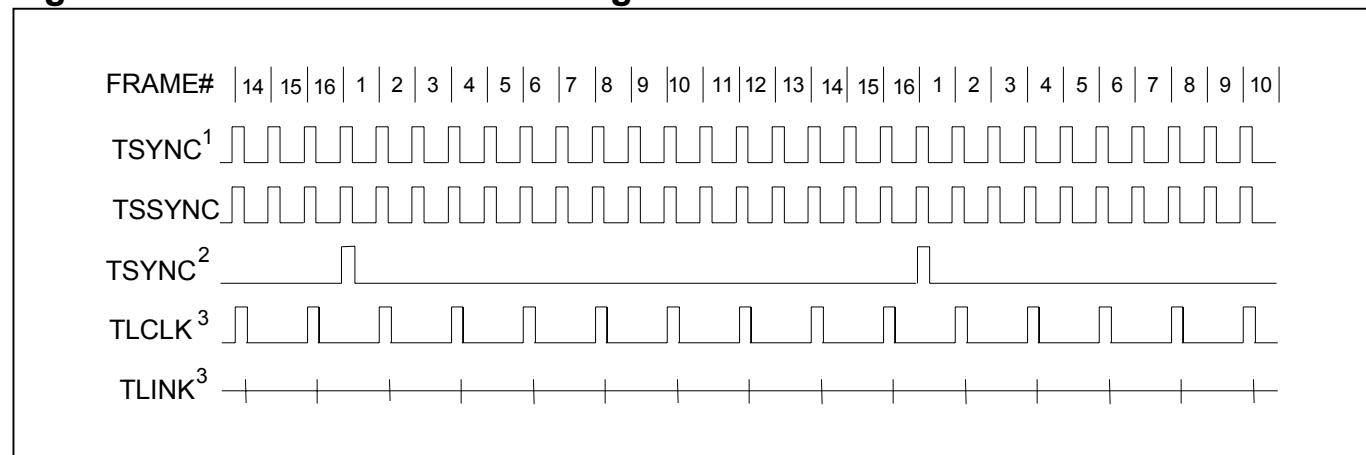 FRAME# 14 15 16 1 2 3 4 5 6 7 8 9 10 11 12 13 14 15 16 1 2 3 4 5 6 7 8 9 10
TSYNC1
TSSYNC
TSYNC2
TLCLK3
TLINK3